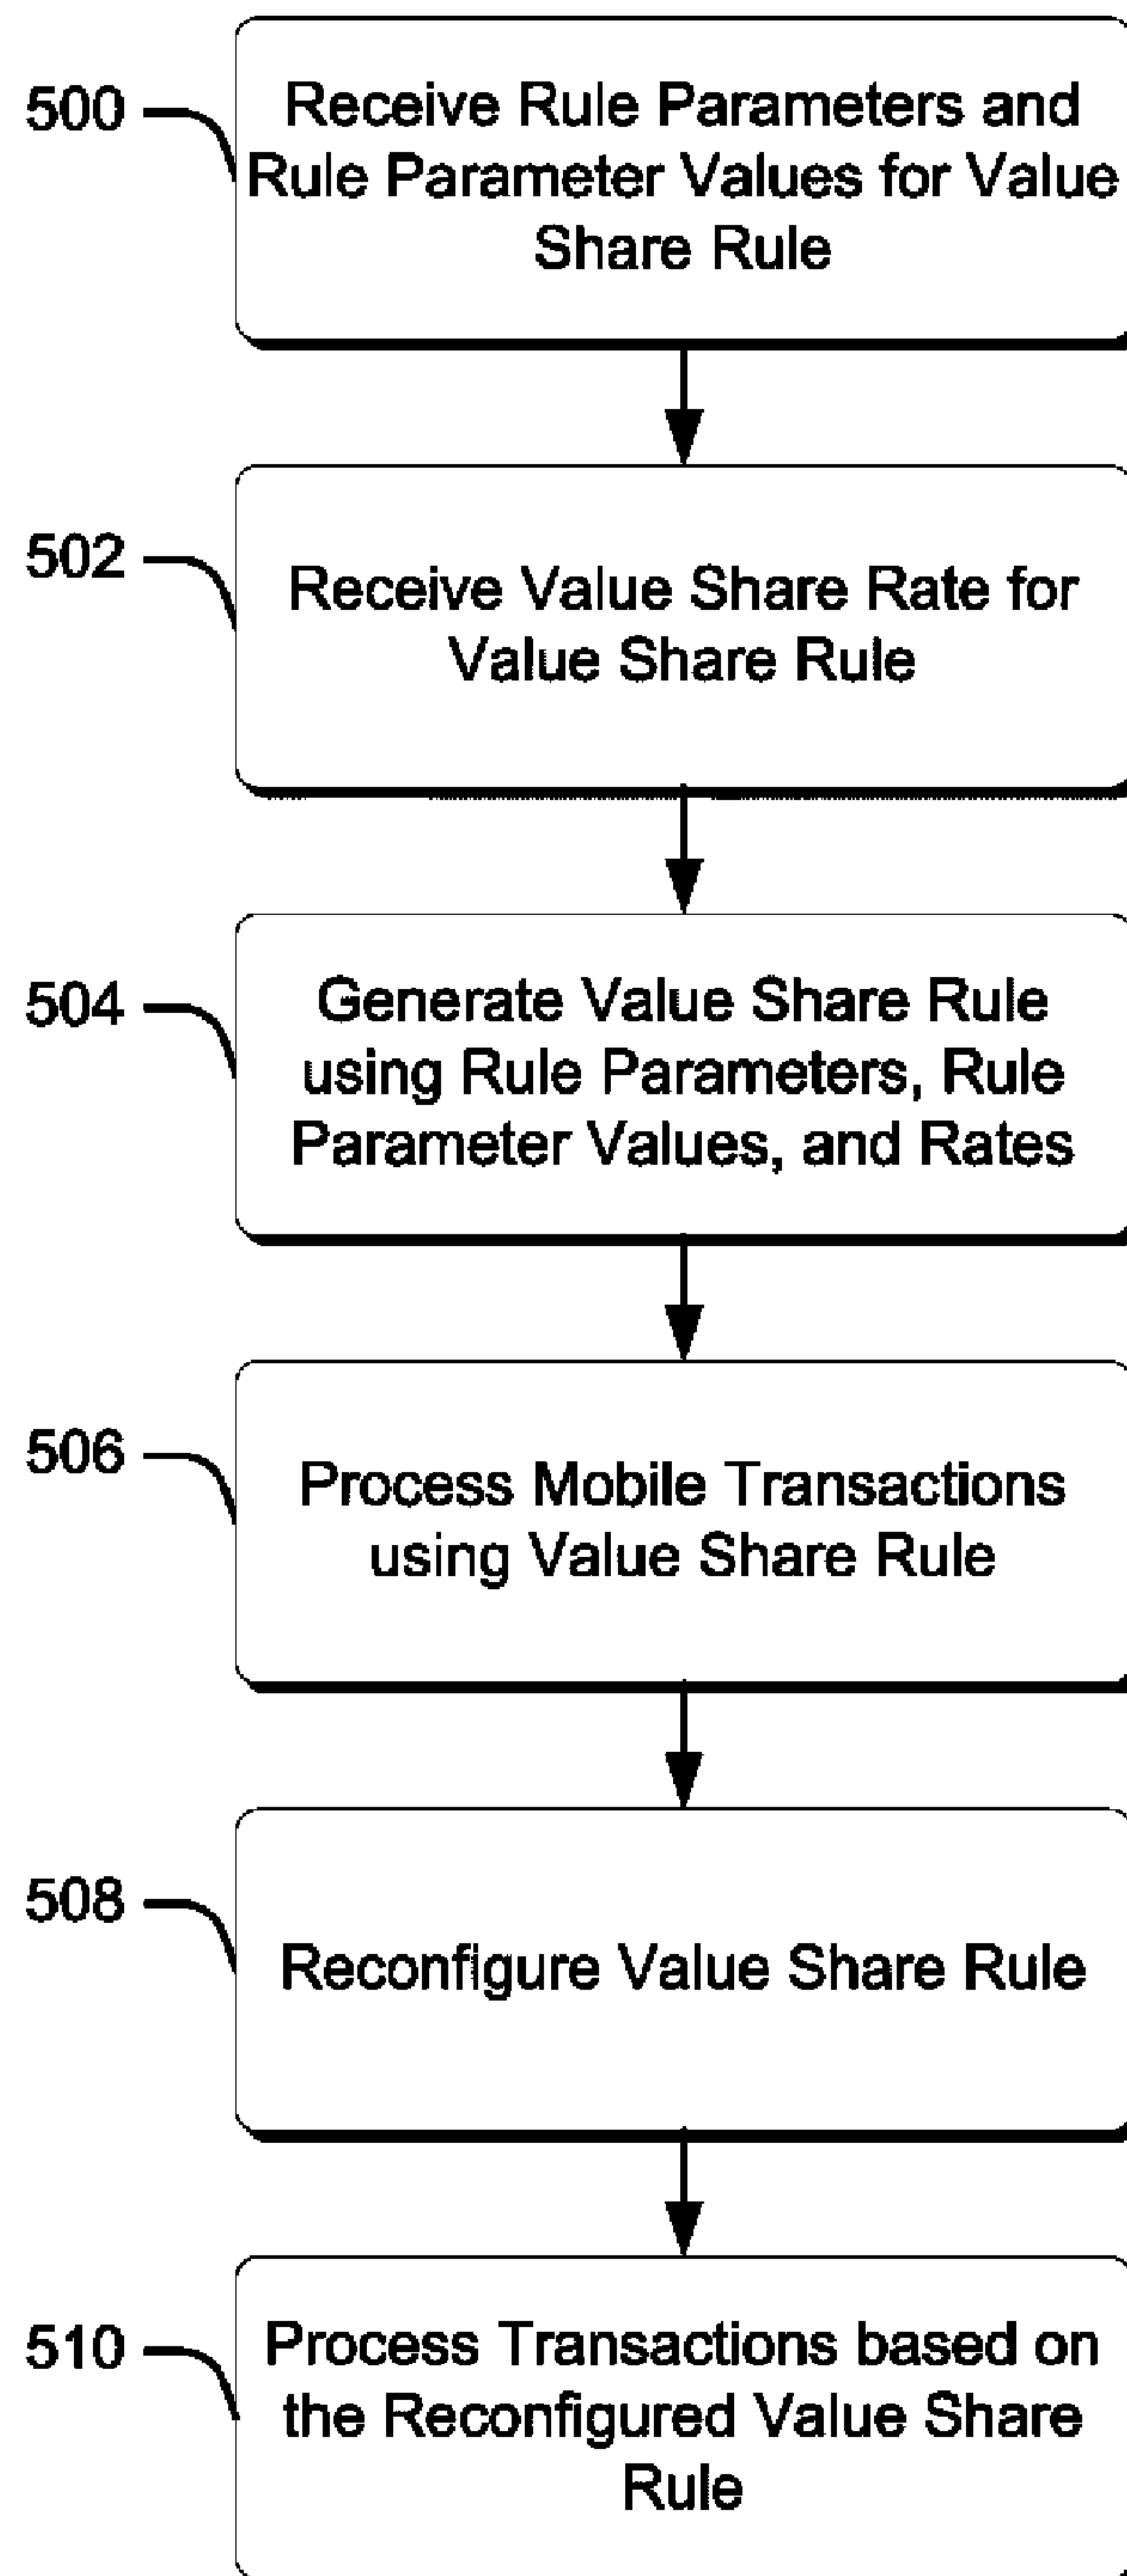 500
Receive Rule Parameters and
Rule Parameter Values for Value
Share Rule
502
Receive Value Share Rate for
Value Share Rule
504
Generate Value Share Rule
using Rule Parameters, Rule
Parameter Values, and Rates
506
Process Mobile Transactions
using Value Share Rule
508
Reconfigure Value Share Rule
510
Process Transactions based on
the Reconfigured Value Share
Rule